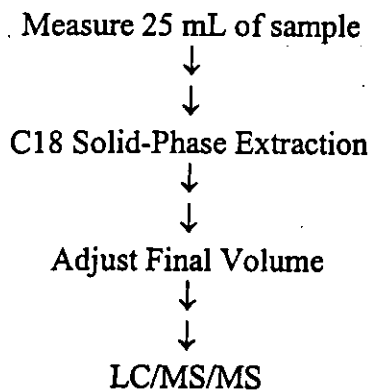 Measure 25 mL of sample
↓
↓
C18 Solid-Phase Extraction
↓
↓
Adjust Final Volume
↓
↓
LC/MS/MS